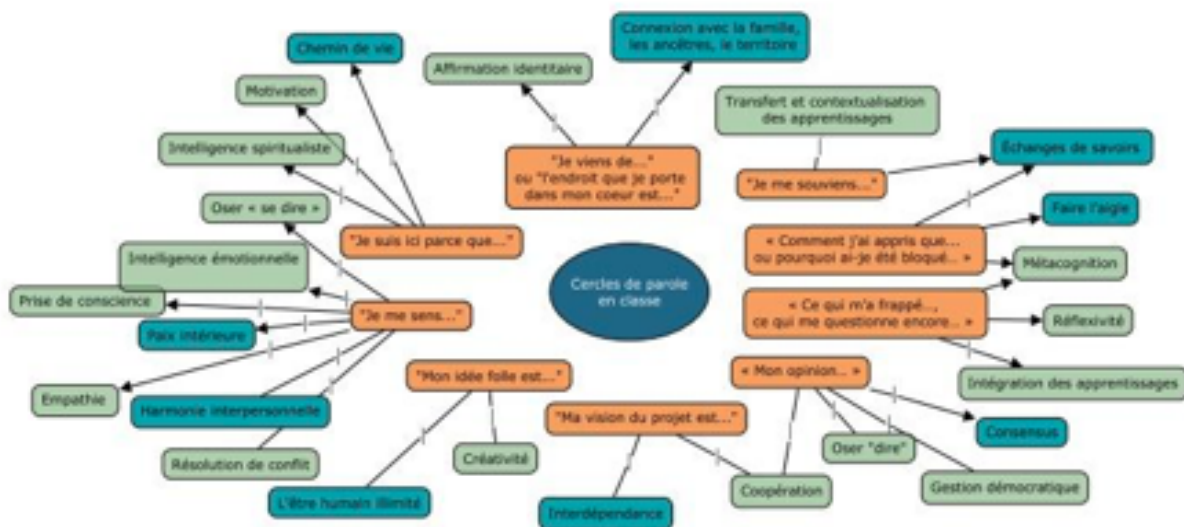 Chemin de vie
Connexion avec la famille,
les ancêtres, le territoire
Affirmation identitaire
Motivation
Transfert et contextualisation
des apprentissages
Intelligence spiritualiste
Échanges de savoirs
"Je viens de..."
ou "l'endroit que je porte
dans mon coeur est..."
"Je me souviens..."
Oser « se dire »
Faire l'aigle
"Je suis ici parce que..."
« Comment j'ai appris que...
ou pourquoi ai-je été bloqué... »
Intelligence émotionnelle
Métacognition
Cercles de parole
en classe
Prise de conscience
"Je me sens..."
« Ce qui m'a frappé...,
ce qui me questionne encore... »
Réflexivité
Paix intérieure
"Mon idée folle est..."
« Mon opinion... »
Intégration des apprentissages
Empathie
Harmonie interpersonnelle
"Ma vision du projet est..."
Consensus
Oser "dire"
Résolution de conflit
Créativité
Coopération
Gestion démocratique
L'être humain illimité
Interdépendance